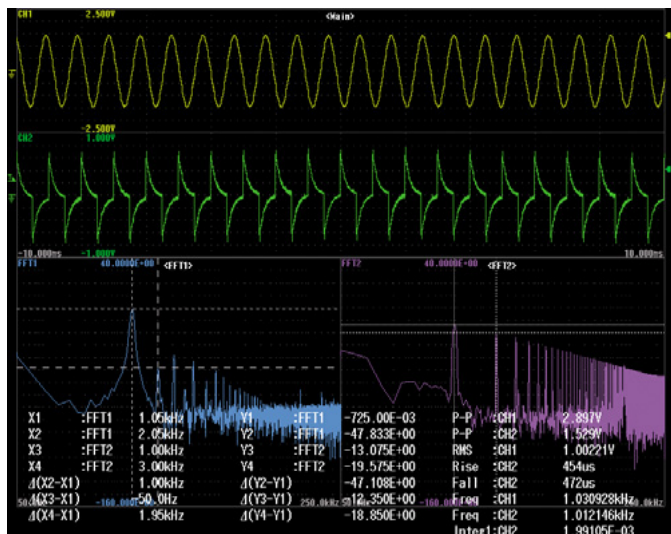 CH1 2.500V <Main>
-2.500V
CH2 1.000V
-10.000ms -1.000V 10.000ms
FFT1 40.0000E+00 <FFT1> FFT2 40.0000E+00 <FFT2>
X1 :FFT1 1.05kHz Y1 :FFT1 -725.00E-03 P-P :CH1 2.897V
X2 :FFT1 2.05kHz Y2 :FFT1 -47.833E+00 P-P :CH2 1.529V
X3 :FFT2 1.00kHz Y3 :FFT2 -13.075E+00 RMS :CH1 1.00221V
X4 :FFT2 3.00kHz Y4 :FFT2 -19.575E+00 Rise :CH2 454us
Δ(X2-X1) 1.00kHz Δ(Y2-Y1) -47.108E+00 Fall :CH2 472us
Δ(X3-X1) -50.0Hz -160.00 250.0kHz Δ(Y3-Y1) -12.350E+00 Freq :CH1 1.030928kHz
Δ(X4-X1) 1.95kHz Δ(Y4-Y1) -18.850E+00 Freq :CH2 1.012146kHz
Integ1:CH2 1.99105E-03